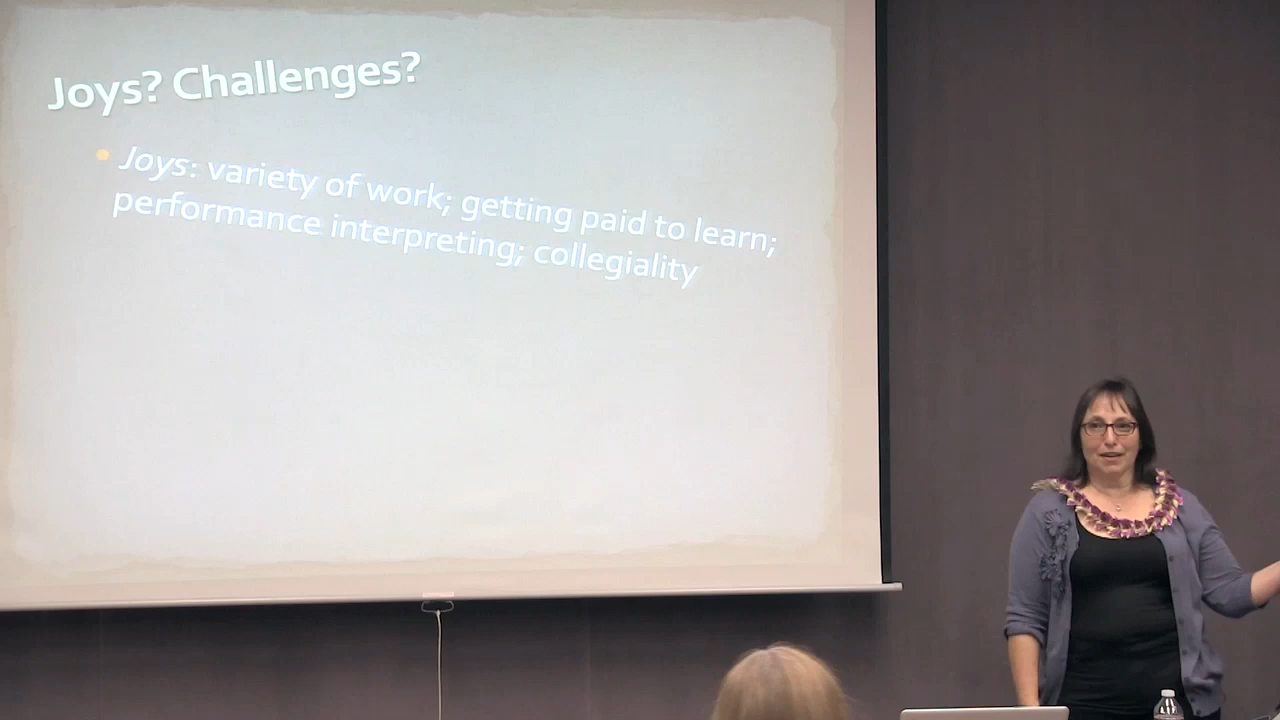 Joys? Challenges?
Joys: variety of work; getting paid to learn;
performance interpreting; collegiality